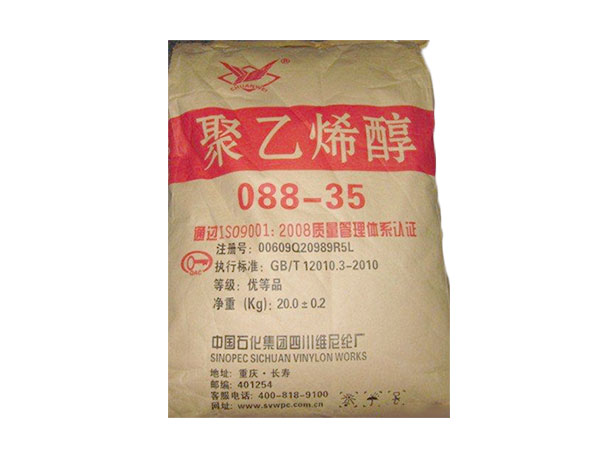 CHUANWEI
®
聚乙烯醇
088-35
通过ISO9001:2008质量管理体系认证
注册号: 00609Q20989R5L
执行标准: GB/T 12010.3-2010
等级: 优等品
净重 (Kg): 20.0±0.2
中国石化集团四川维尼纶厂
SINOPEC SICHUAN VINYLON WORKS
地址: 重庆·长寿
邮编: 401254
客服电话: 400-818-9100
网址: www.svwpc.com.cn